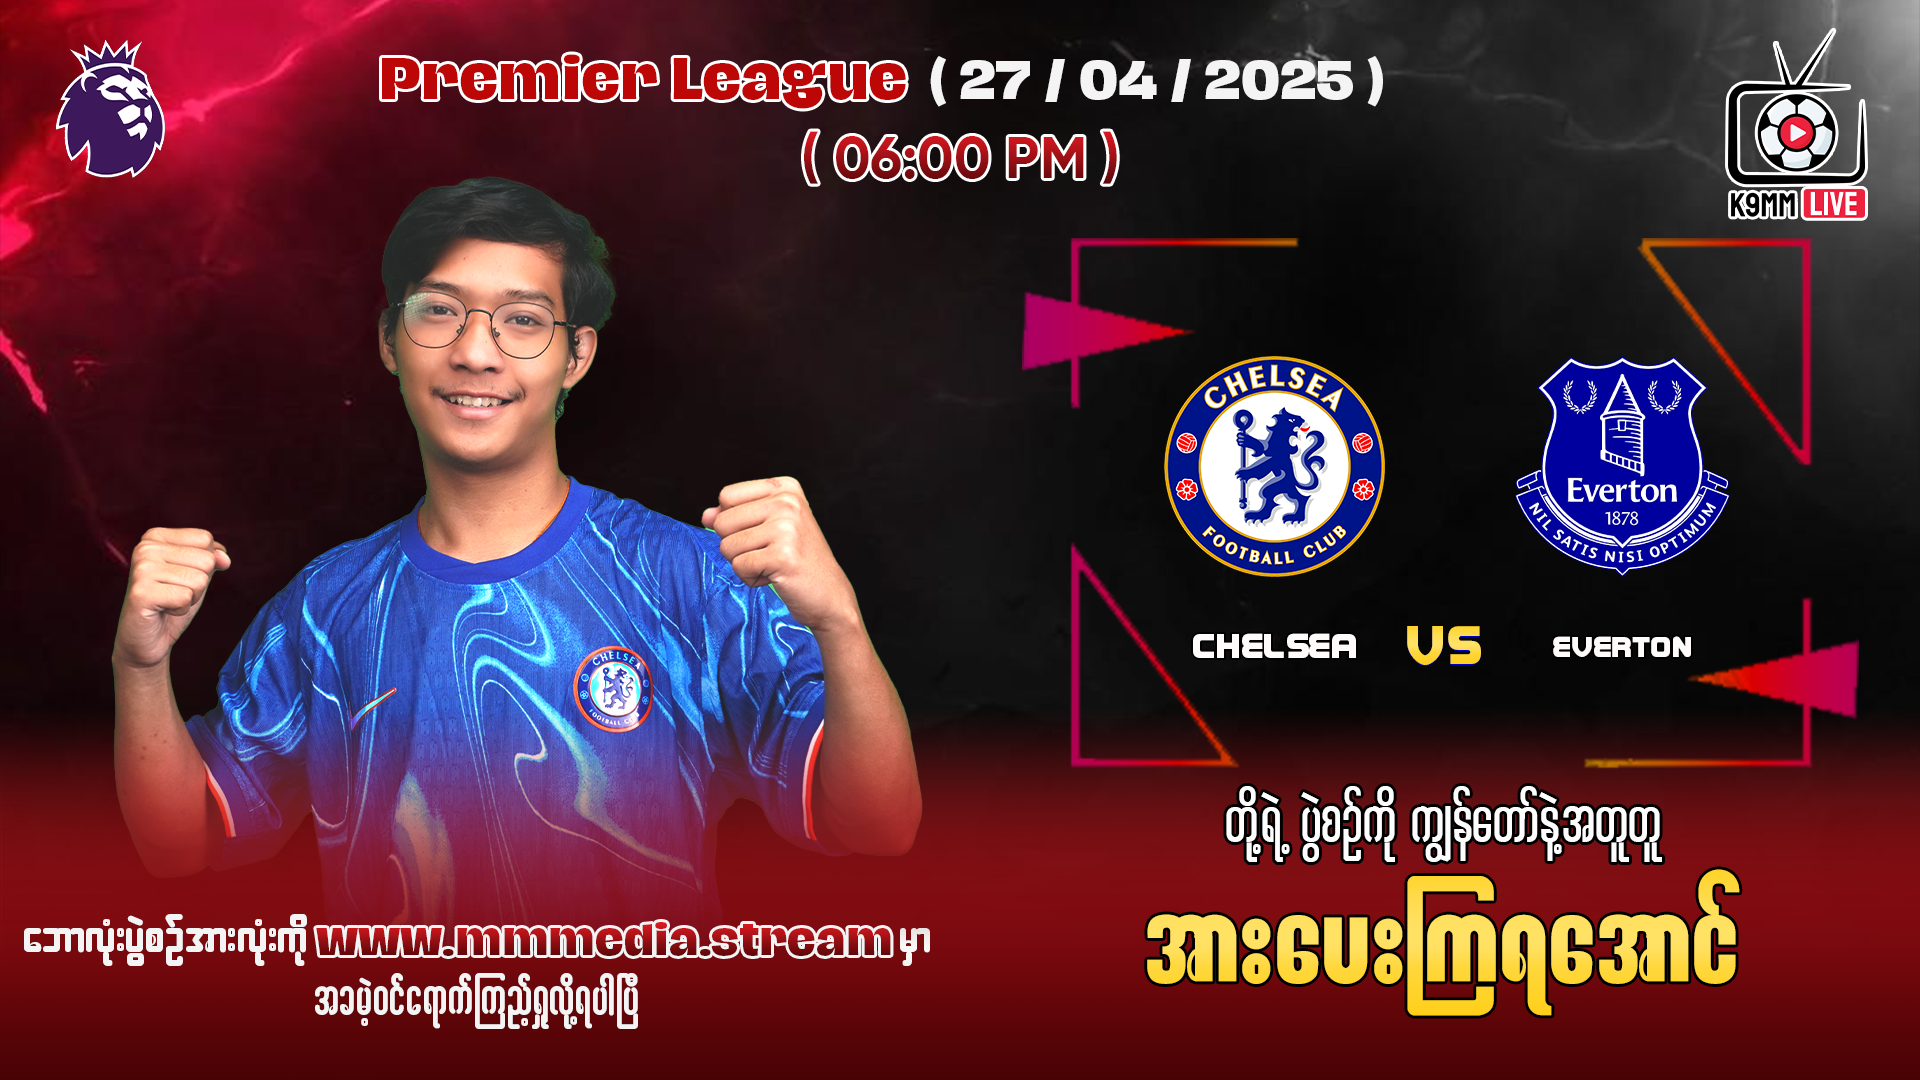 Premier League ( 27 / 04 / 2025 )
( 06:00 PM )
K9MM LIVE
CHELSEA
FOOTBALL CLUB
Everton
1878
NIL SATIS NISI OPTIMUM
CHELSEA VS EVERTON
CHELSEA
FOOTBALL CLUB
တို့ရဲ့ ပွဲစဉ်ကို ကျွန်တော်နဲ့အတူတူ
အားပေးကြရအောင်
ဘောလုံးပွဲစဉ်အားလုံးကို www.mmmedia.stream မှာ
အခမဲ့ဝင်ရောက်ကြည့်ရှုလို့ရပါပြီ